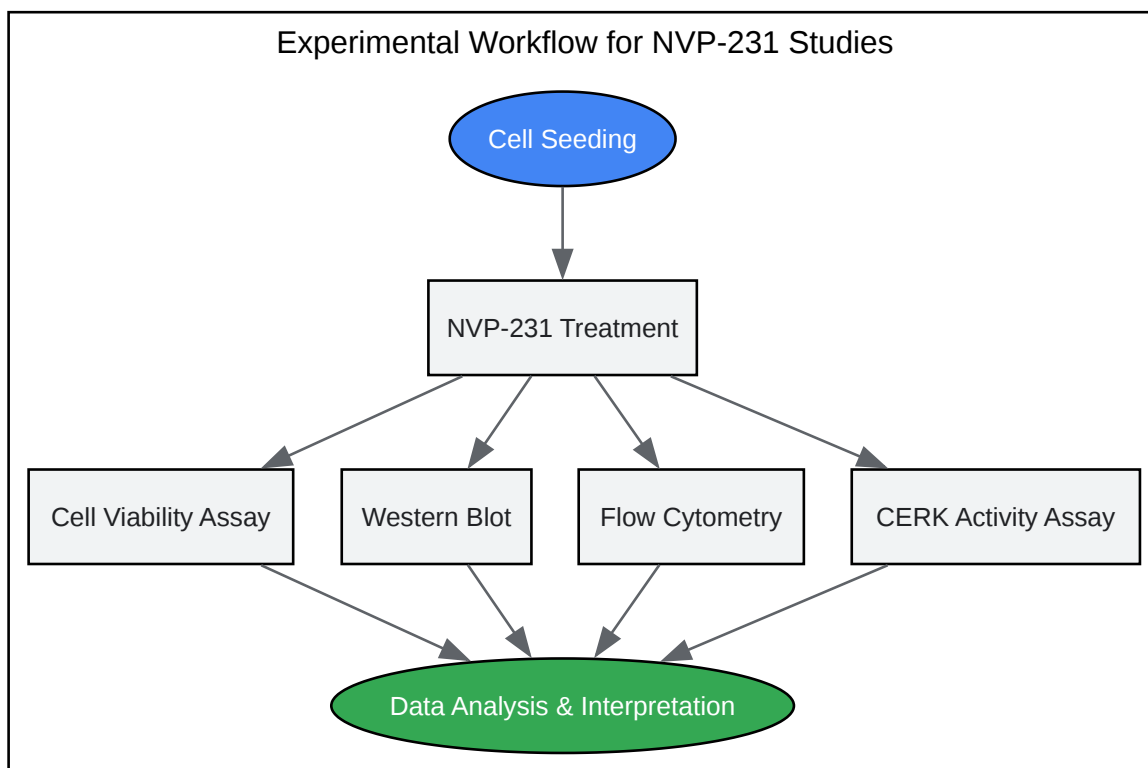 Experimental Workflow for NVP-231 Studies
Cell Seeding
NVP-231 Treatment
Cell Viability Assay
Western Blot
Flow Cytometry
CERK Activity Assay
Data Analysis & Interpretation